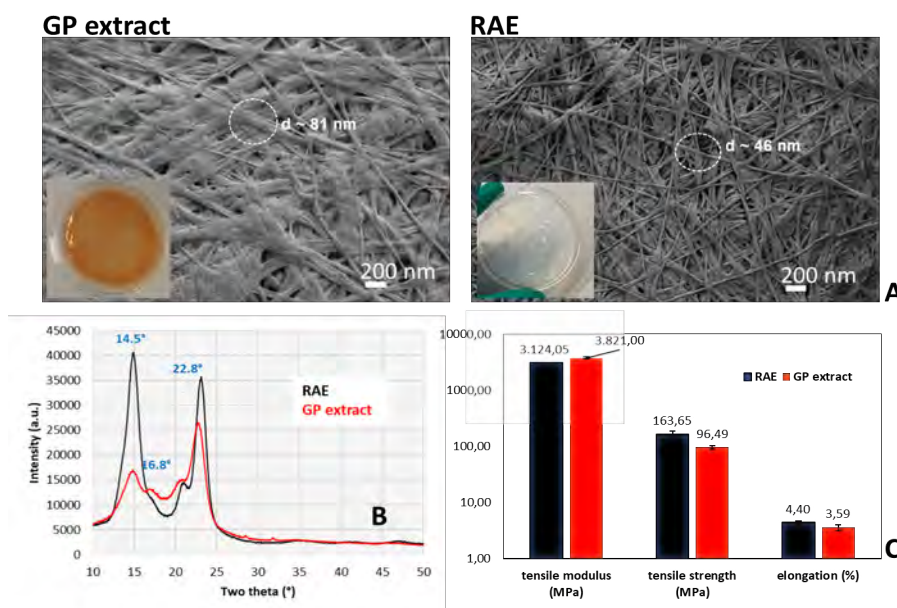 GP extract
RAE
d ~ 81 nm
d ~ 46 nm
200 nm
200 nm
A
45000
40000
35000
30000
25000
20000
15000
10000
5000
0
Intensity (a.u.)
14.5°
16.8°
22.8°
RAE
GP extract
B
10 15 20 25 30 35 40 45 50
Two theta (°)
10000,00
1000,00
100,00
10,00
1,00
3.124,05
3.821,00
RAE GP extract
163,65
96,49
4,40
3,59
C
tensile modulus
(MPa)
tensile strength
(MPa)
elongation (%)